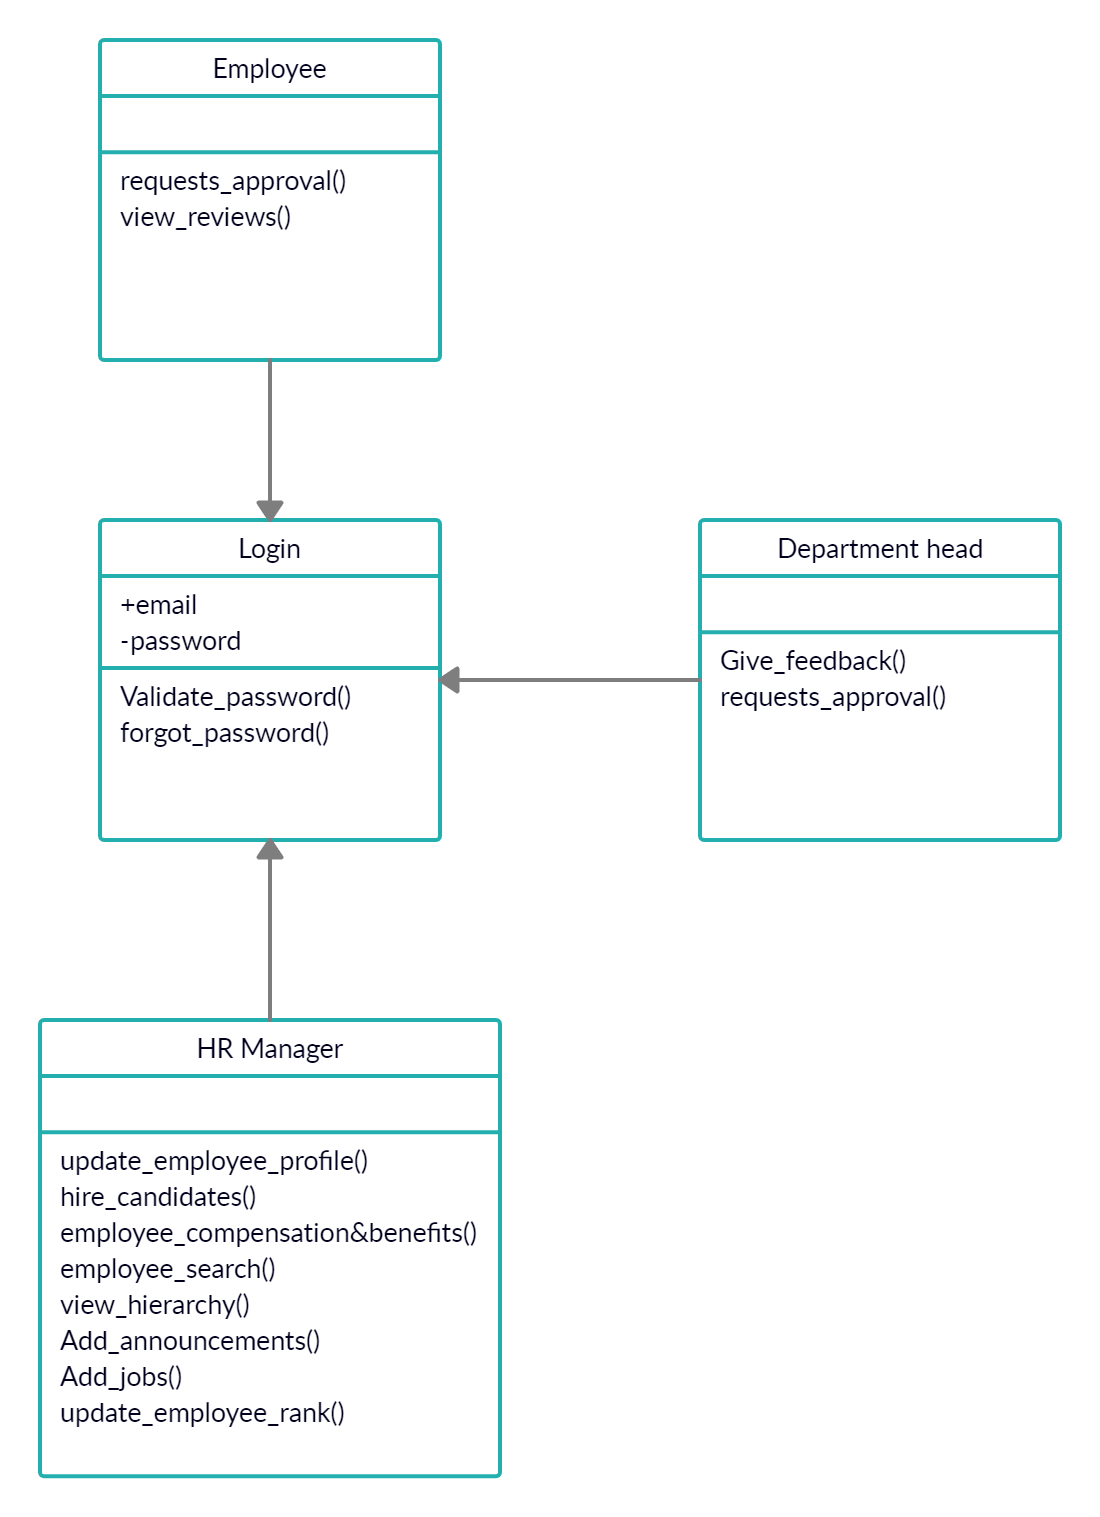 Employee
requests_approval()
view_reviews()
Login
+email
-password
Validate_password()
forgot_password()
Department head
Give_feedback()
requests_approval()
HR Manager
update_employee_profile()
hire_candidates()
employee_compensation&benefits()
employee_search()
view_hierarchy()
Add_announcements()
Add_jobs()
update_employee_rank()